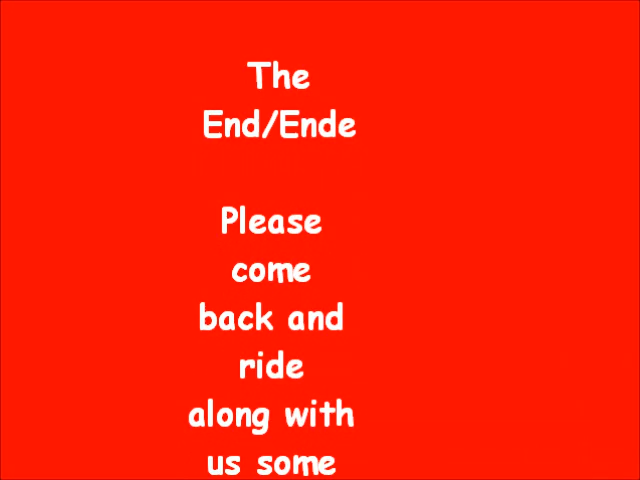 The
End/Ende
Please
come
back and
ride
along with
us some